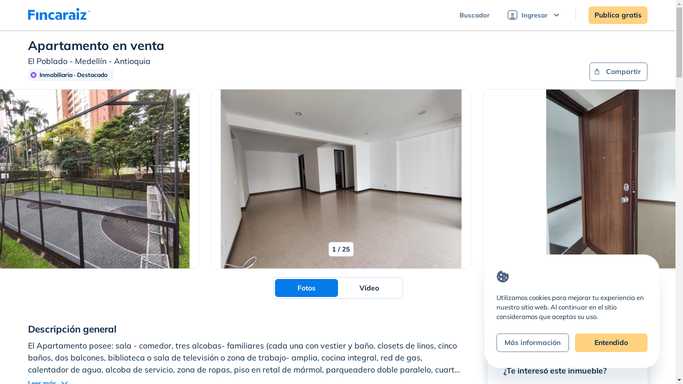 Fincaraiz
Buscador
Ingresar
Publica gratis
Apartamento en venta
El Poblado - Medellín - Antioquia
Inmobiliaria · Destacado
Compartir
1 / 25
Fotos
Video
Utilizamos cookies para mejorar tu experiencia en
nuestro sitio web. Al continuar en el sitio
consideramos que aceptas su uso.
Más información
Entendido
Descripción general
El Apartamento posee: sala - comedor, tres alcobas- familiares (cada una con vestier y baño. closets de linos, cinco
baños, dos balcones, biblioteca o sala de televisión o zona de trabajo- amplia, cocina integral, red de gas,
calentador de agua, alcoba de servicio, zona de ropas, piso en retal de mármol, parqueadero doble paralelo, cuart...
Leer más
¿Te interesó este inmueble?